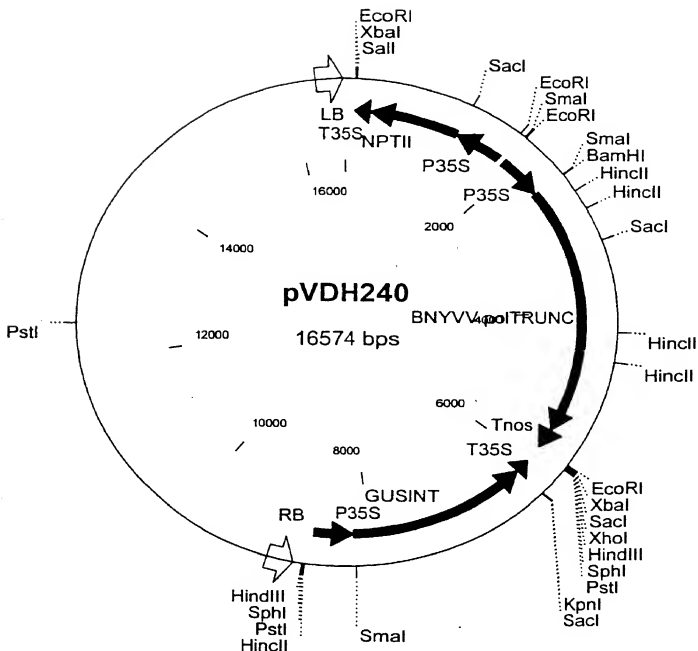 EcoRI
XbaI
SalI
SacI
EcoRI
SmaI
EcoRI
SmaI
BamHI
HincII
HincII
SacI
HincII
HincII
EcoRI
XbaI
SacI
XhoI
HindIII
SphI
PstI
KpnI
SacI
SmaI
HindIII
SphI
PstI
HincII
PstI
LB
T35S
NPTII
P35S
P35S
16000
2000
14000
pVDH240
16574 bps
BNYVV polTRUNC
4000
12000
6000
Tnos
T35S
10000
8000
GUSINT
P35S
RB